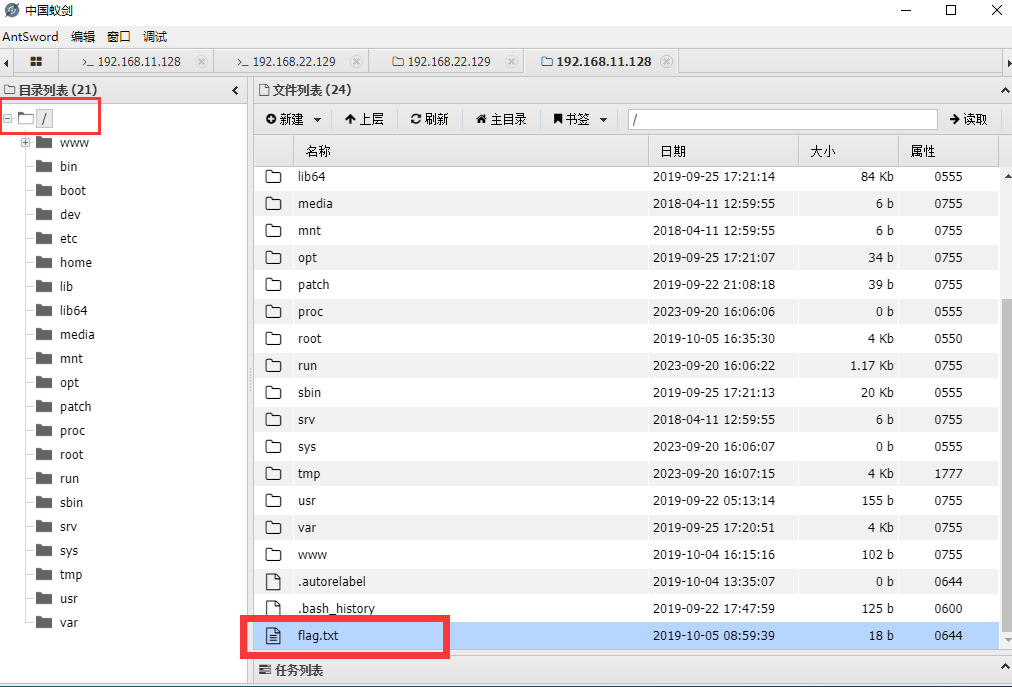 中国蚁剑
AntSword 编辑 窗口 调试
>_ 192.168.11.128 >_ 192.168.22.129 192.168.22.129 192.168.11.128
目录列表 (21)
/
www
bin
boot
dev
etc
home
lib
lib64
media
mnt
opt
patch
proc
root
run
sbin
srv
sys
tmp
usr
var
文件列表 (24)
新建 上层 刷新 主目录 书签 / 读取
名称 日期 大小 属性
lib64 2019-09-25 17:21:14 84 Kb 0555
media 2018-04-11 12:59:55 6 b 0755
mnt 2018-04-11 12:59:55 6 b 0755
opt 2019-09-25 17:21:07 34 b 0755
patch 2019-09-22 21:08:18 39 b 0755
proc 2023-09-20 16:06:06 0 b 0555
root 2019-10-05 16:35:30 4 Kb 0550
run 2023-09-20 16:06:22 1.17 Kb 0755
sbin 2019-09-25 17:21:13 20 Kb 0555
srv 2018-04-11 12:59:55 6 b 0755
sys 2023-09-20 16:06:07 0 b 0555
tmp 2023-09-20 16:07:15 4 Kb 1777
usr 2019-09-22 05:13:14 155 b 0755
var 2019-09-25 17:20:51 4 Kb 0755
www 2019-10-04 16:15:16 102 b 0755
.autorelabel 2019-10-04 13:35:07 0 b 0644
.bash_history 2019-09-22 17:47:59 125 b 0600
flag.txt 2019-10-05 08:59:39 18 b 0644
任务列表